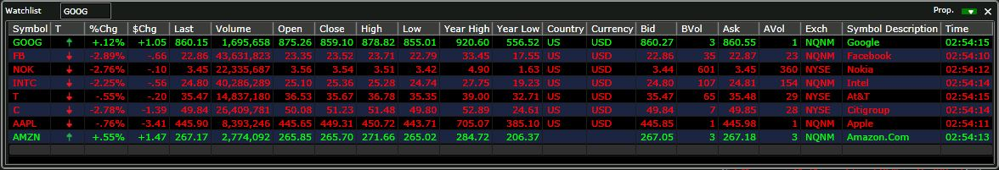 Watchlist GOOG Prop.
Symbol T %Chg $Chg Last Volume Open Close High Low Year High Year Low Country Currency Bid BVol Ask AVol Exch Symbol Description Time
GOOG +.12% +1.05 860.15 1,695,658 875.26 859.10 878.82 855.01 920.60 556.52 US USD 860.27 3 860.55 1 NQNM Google 02:54:15
FB -2.89% -.66 22.86 43,631,823 23.35 23.52 23.71 22.79 33.45 17.55 US USD 22.86 35 22.87 23 NQNM Facebook 02:54:10
NOK -2.76% -.10 3.45 22,335,687 3.56 3.54 3.51 3.42 4.90 1.63 US USD 3.44 601 3.45 360 NYSE Nokia 02:54:12
INTC -2.25% -.56 24.80 40,286,289 25.10 25.36 25.28 24.74 27.75 19.23 US USD 24.80 107 24.81 154 NQNM Intel 02:54:14
T -.55% -.20 35.47 14,837,180 36.53 35.67 36.78 35.35 39.00 32.71 US USD 35.47 65 35.48 29 NYSE At&T 02:54:14
C -2.78% -1.39 49.84 26,409,781 50.08 51.23 51.48 49.80 52.89 24.61 US USD 49.84 7 49.85 28 NYSE Citigroup 02:54:14
AAPL -.76% -3.41 445.90 8,393,246 445.65 449.31 450.72 443.71 705.07 385.10 US USD 445.85 1 445.98 1 NQNM Apple 02:54:11
AMZN +.55% +1.47 267.17 2,774,092 265.85 265.70 271.66 265.02 284.72 206.37 267.05 3 267.18 3 NQNM Amazon.Com 02:54:13